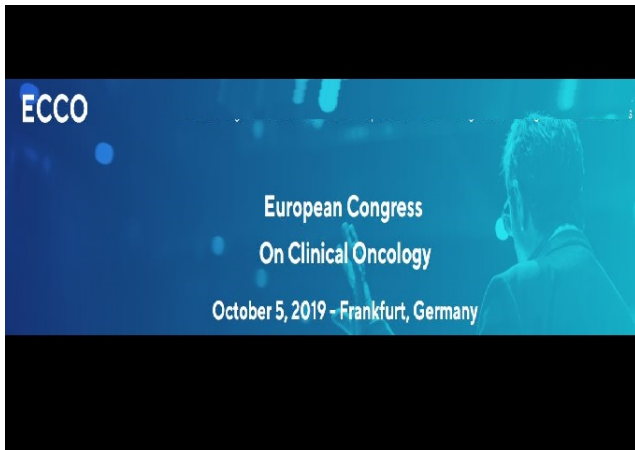 ECCO
European Congress
On Clinical Oncology
October 5, 2019 - Frankfurt, Germany